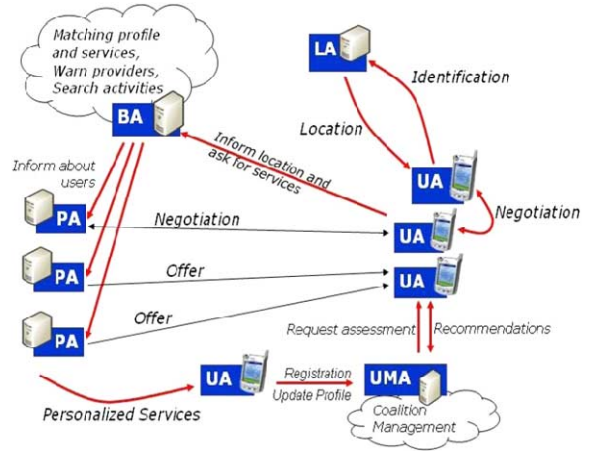 Matching profile
and services,
Warn providers,
Search activities
BA
LA
Identification
Location
Inform location and
ask for services
Inform about
users
UA
PA
Negotiation
UA
Negotiation
PA
Offer
UA
Offer
PA
Request assessment
Recommendations
Personalized Services
UA
Registration
Update Profile
UMA
Coalition
Management